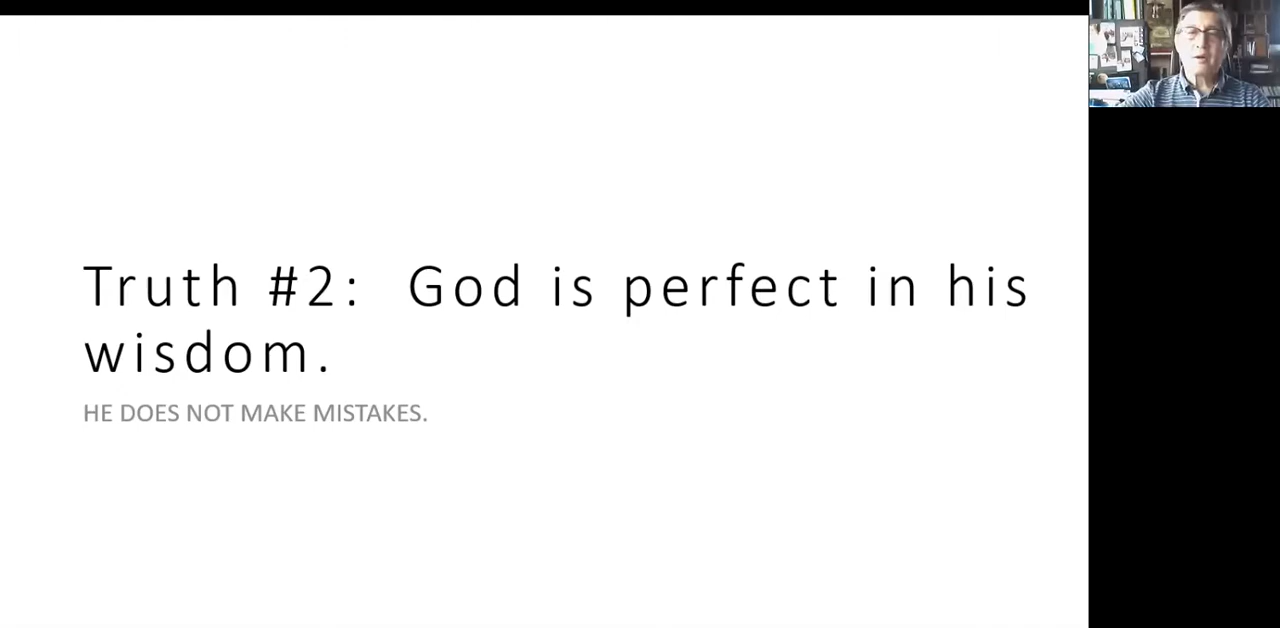 Truth #2:  God is perfect in his
wisdom.
HE DOES NOT MAKE MISTAKES.